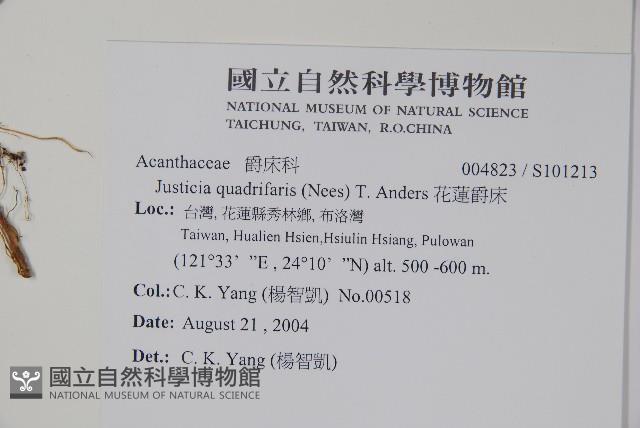 國立自然科學博物館
NATIONAL MUSEUM OF NATURAL SCIENCE
TAICHUNG, TAIWAN, R.O.CHINA
Acanthaceae 爵床科 004823 / S101213
Justicia quadrifaris (Nees) T. Anders 花蓮爵床
Loc.: 台灣, 花蓮縣秀林鄉, 布洛灣
Taiwan, Hualien Hsien,Hsiulin Hsiang, Pulowan
(121°33’ ”E , 24°10’ ”N) alt. 500 -600 m.
Col.: C. K. Yang (楊智凱) No.00518
Date: August 21 , 2004
Det.: C. K. Yang (楊智凱)
國立自然科學博物館
NATIONAL MUSEUM OF NATURAL SCIENCE